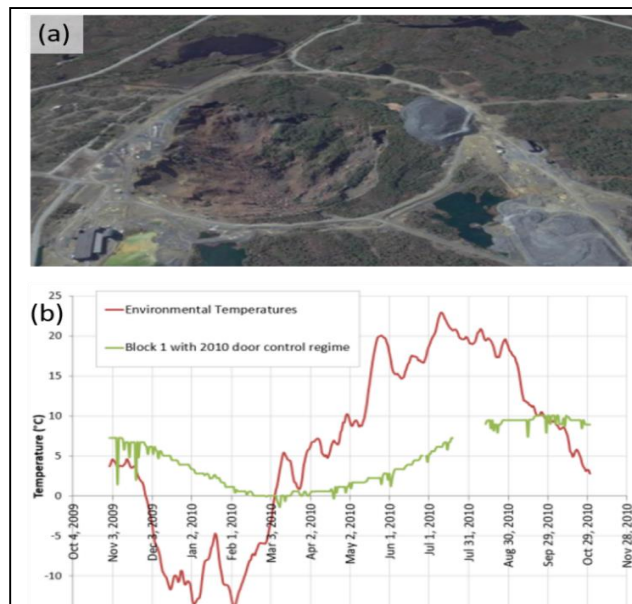 (a)
(b)
25
Environmental Temperatures
20
Block 1 with 2010 door control regime
15
10
5
0
-5
-10
Temperature (°C)
Oct 4, 2009
Nov 3, 2009
Dec 3, 2009
Jan 2, 2010
Feb 1, 2010
Mar 3, 2010
Apr 2, 2010
May 2, 2010
Jun 1, 2010
Jul 1, 2010
Jul 31, 2010
Aug 30, 2010
Sep 29, 2010
Oct 29, 2010
Nov 28, 2010